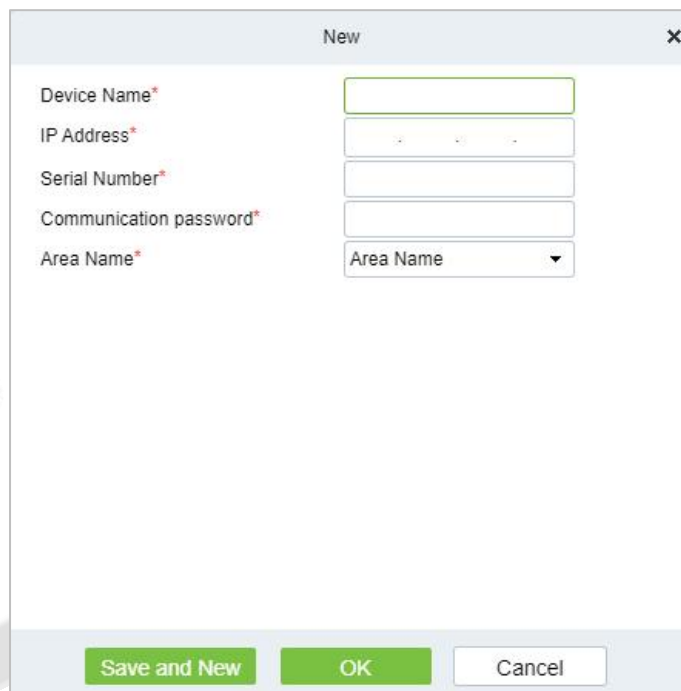 New
Device Name*
IP Address*
. . .
Serial Number*
Communication password*
Area Name* Area Name
Save and New OK Cancel